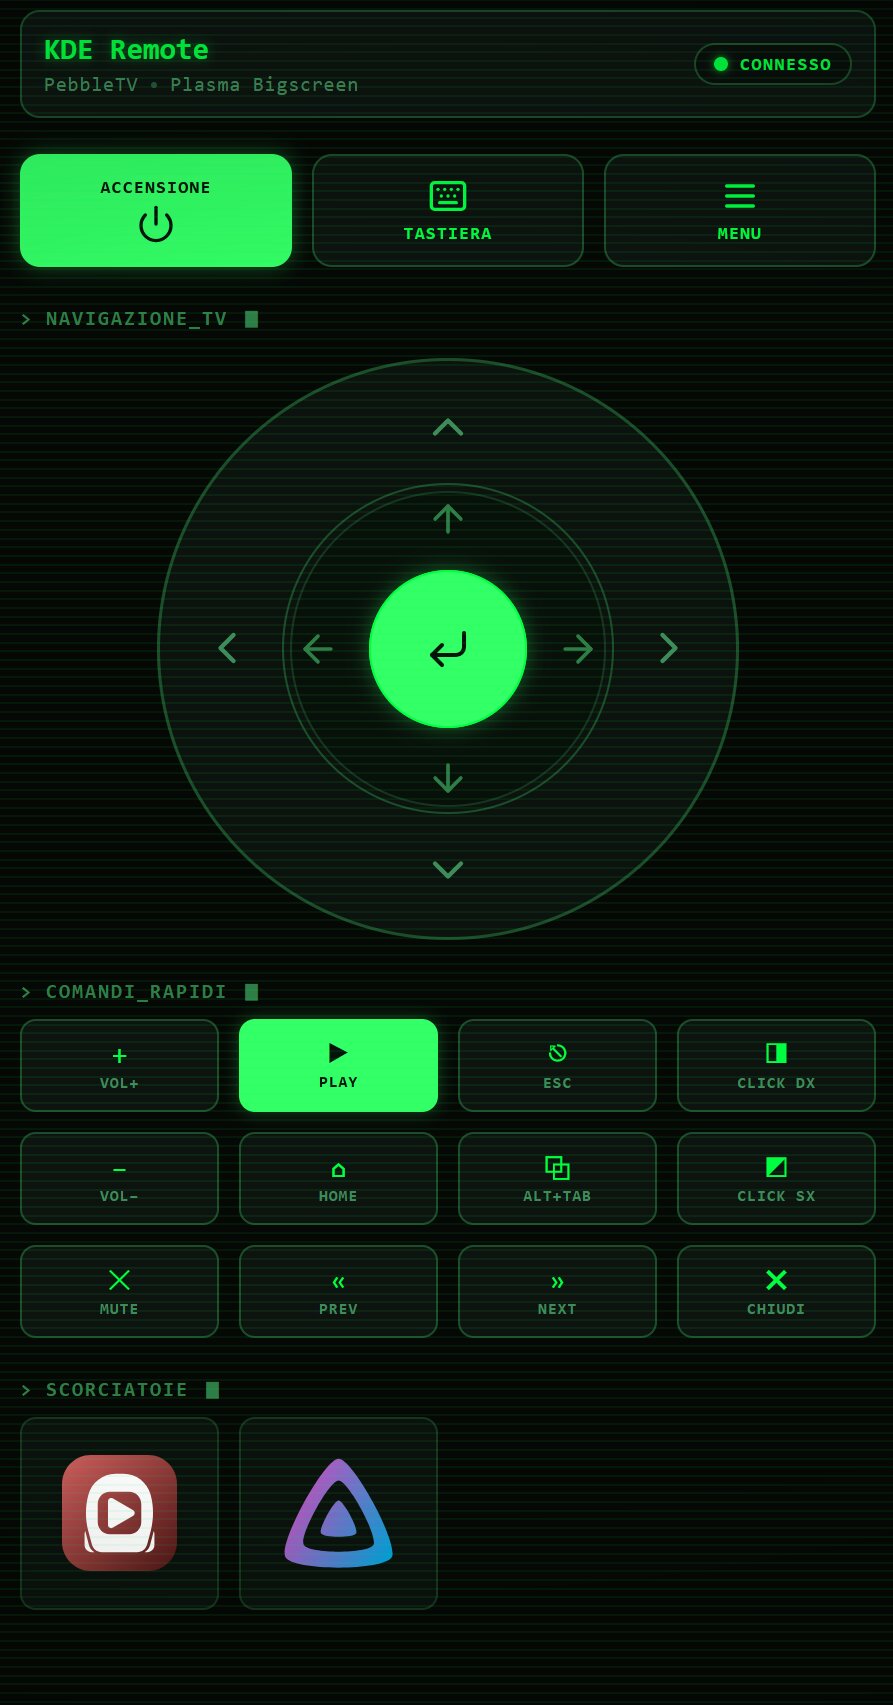 KDE Remote
PebbleTV • Plasma Bigscreen
CONNESSO
ACCENSIONE
TASTIERA
MENU
> NAVIGAZIONE_TV
> COMANDI_RAPIDI
+
VOL+
PLAY
ESC
CLICK DX
−
VOL−
HOME
ALT+TAB
CLICK SX
MUTE
«
PREV
»
NEXT
CHIUDI
> SCORCIATOIE